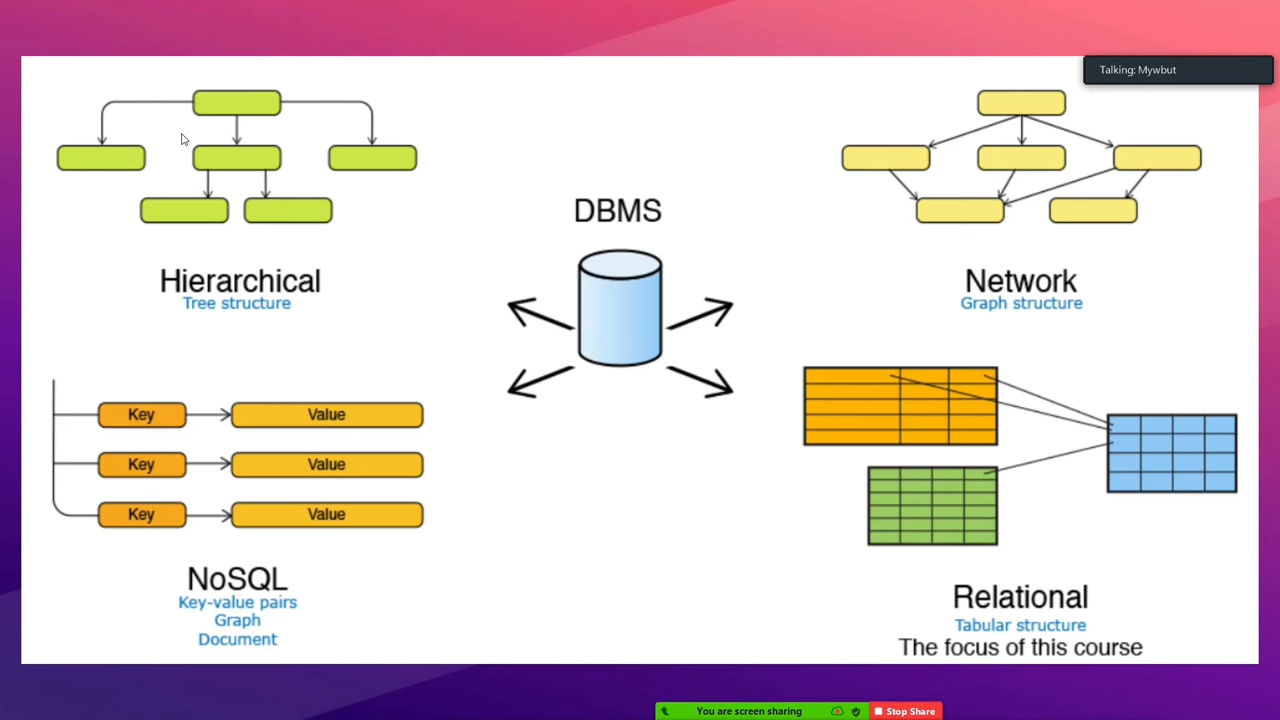 Talking: Mywbut
DBMS
Hierarchical
Tree structure
Network
Graph structure
Key Value
Key Value
Key Value
NoSQL
Key-value pairs
Graph
Document
Relational
Tabular structure
The focus of this course
You are screen sharing
Stop Share